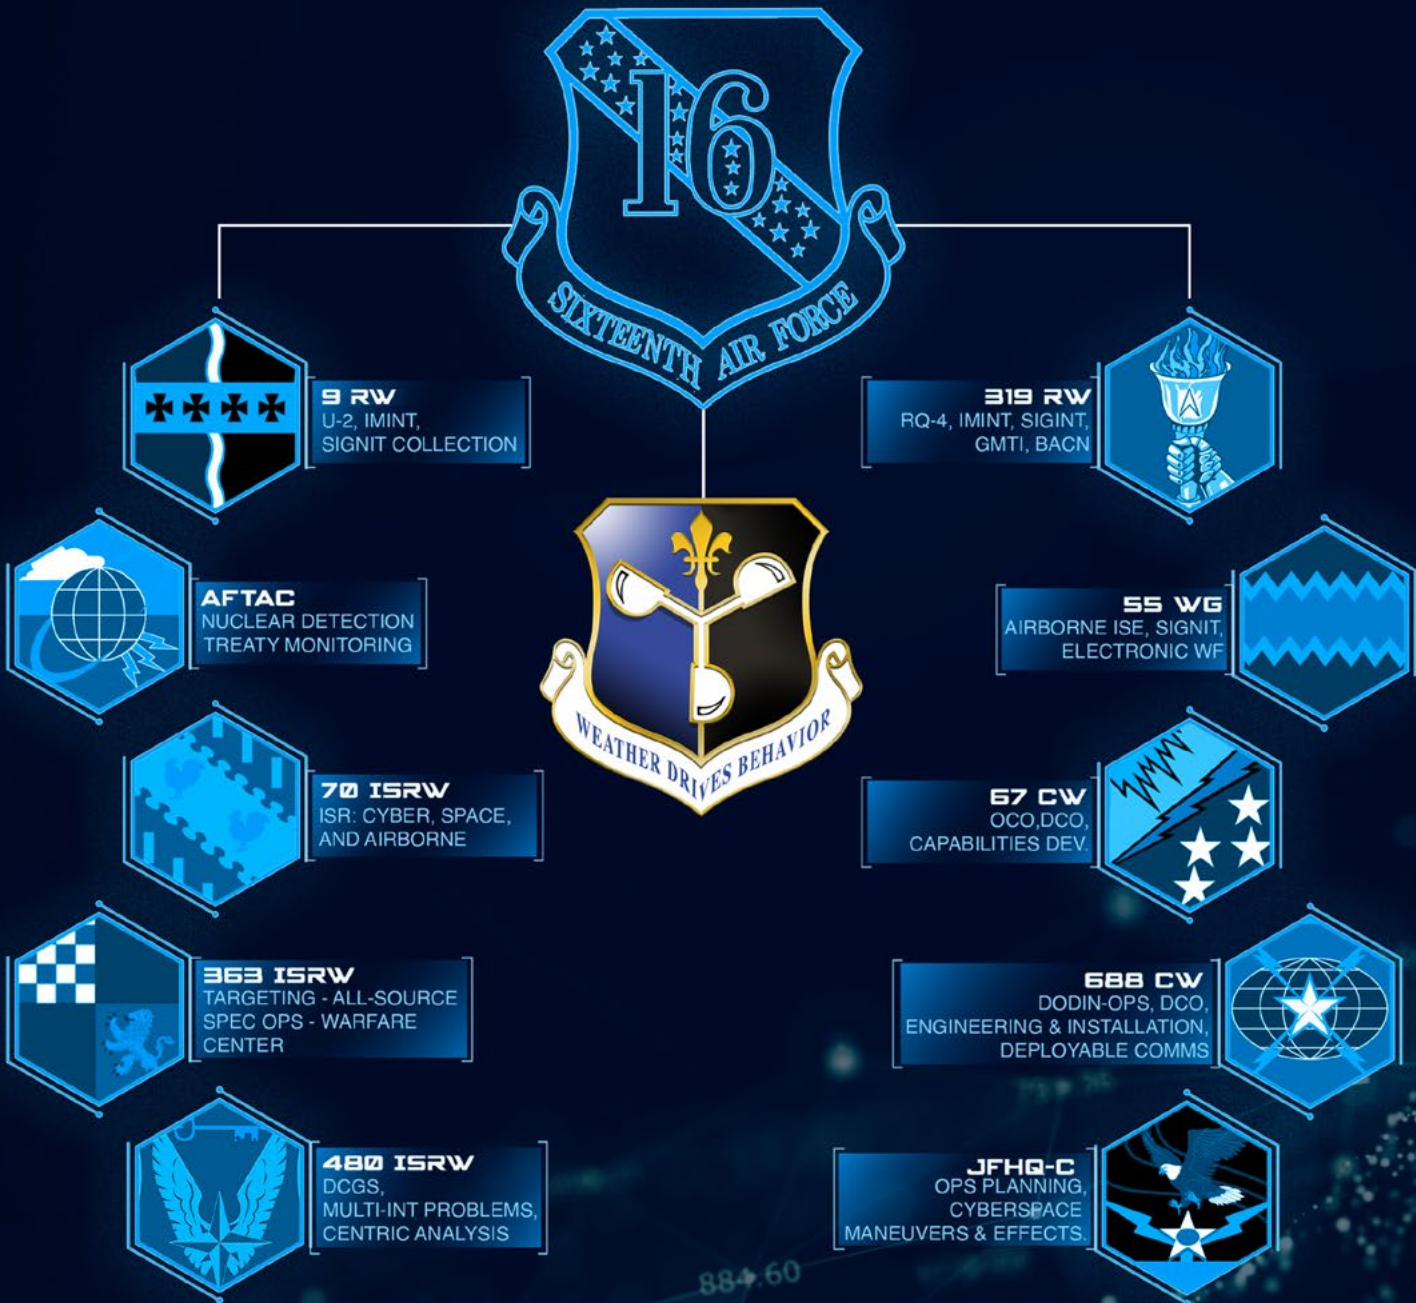 16
SIXTEENTH AIR FORCE
9 RW
U-2, IMINT,
SIGNIT COLLECTION
319 RW
RQ-4, IMINT, SIGINT,
GMTI, BACN
AFTAC
NUCLEAR DETECTION
TREATY MONITORING
55 WG
AIRBORNE ISE, SIGNIT,
ELECTRONIC WF
WEATHER DRIVES BEHAVIOR
70 ISRW
ISR: CYBER, SPACE,
AND AIRBORNE
67 CW
OCO,DCO,
CAPABILITIES DEV.
363 ISRW
TARGETING - ALL-SOURCE
SPEC OPS - WARFARE
CENTER
688 CW
DODIN-OPS, DCO,
ENGINEERING & INSTALLATION,
DEPLOYABLE COMMS
480 ISRW
DCGS,
MULTI-INT PROBLEMS,
CENTRIC ANALYSIS
JFHQ-C
OPS PLANNING,
CYBERSPACE
MANEUVERS & EFFECTS.
884.60